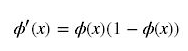 ϕ′(x) = ϕ(x)(1 − ϕ(x))